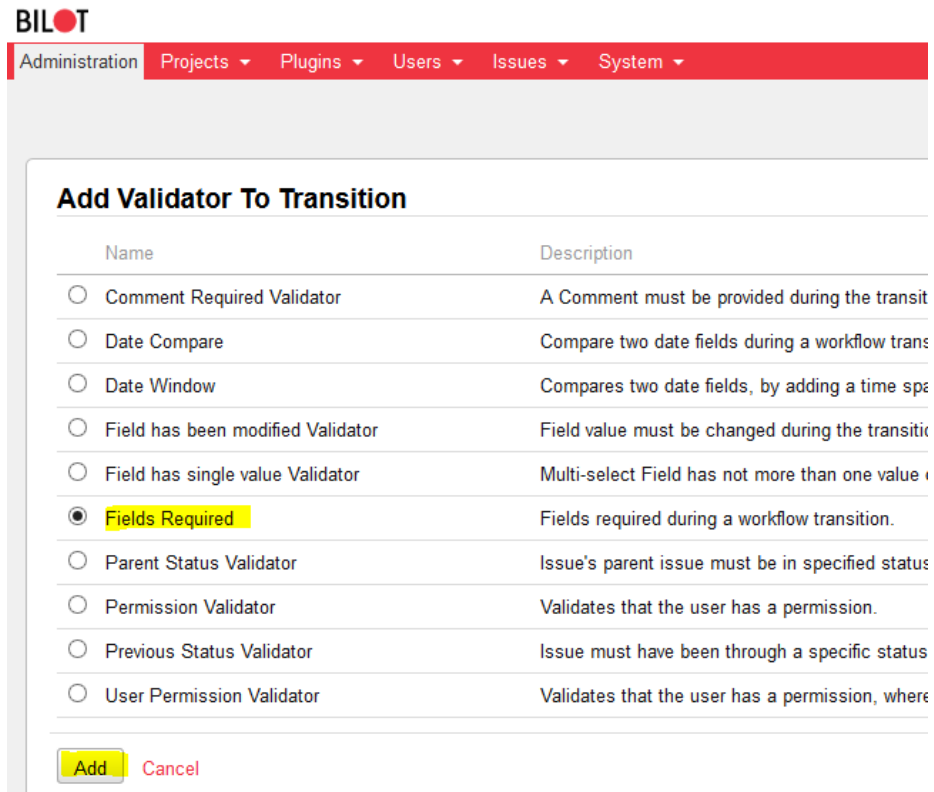 BILOT
Administration Projects Plugins Users Issues System
Add Validator To Transition
Name Description
Comment Required Validator A Comment must be provided during the transit
Date Compare Compare two date fields during a workflow trans
Date Window Compares two date fields, by adding a time spa
Field has been modified Validator Field value must be changed during the transitio
Field has single value Validator Multi-select Field has not more than one value
Fields Required Fields required during a workflow transition.
Parent Status Validator Issue's parent issue must be in specified status
Permission Validator Validates that the user has a permission.
Previous Status Validator Issue must have been through a specific status
User Permission Validator Validates that the user has a permission, where
Add Cancel